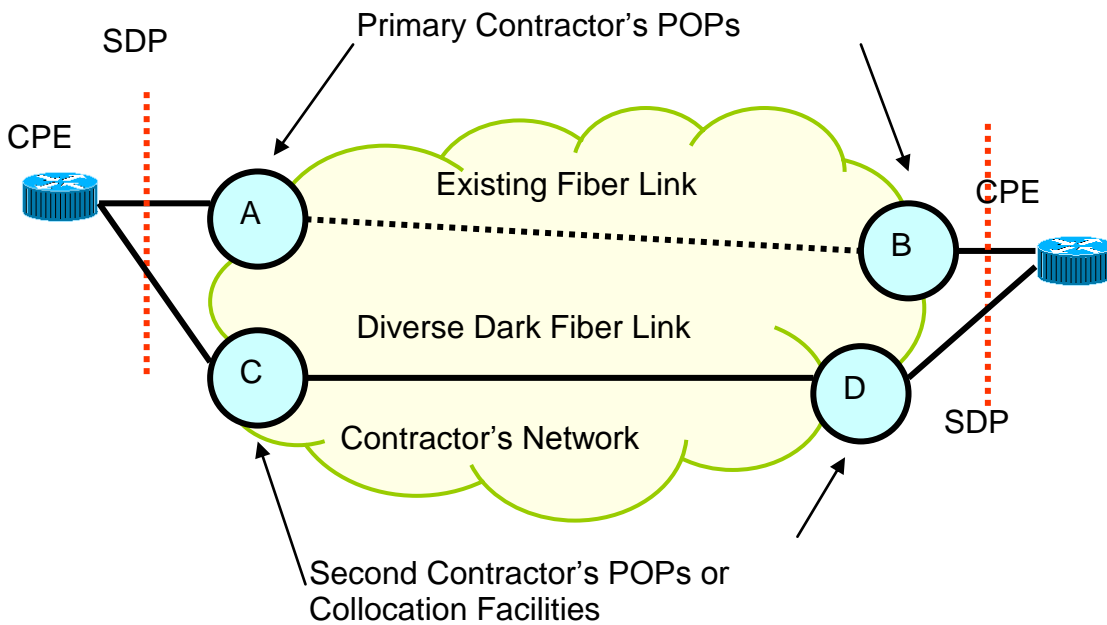 Primary Contractor's POPs
SDP
CPE
Existing Fiber Link
CPE
A
B
Diverse Dark Fiber Link
C
D
SDP
Contractor's Network
Second Contractor's POPs or
Collocation Facilities